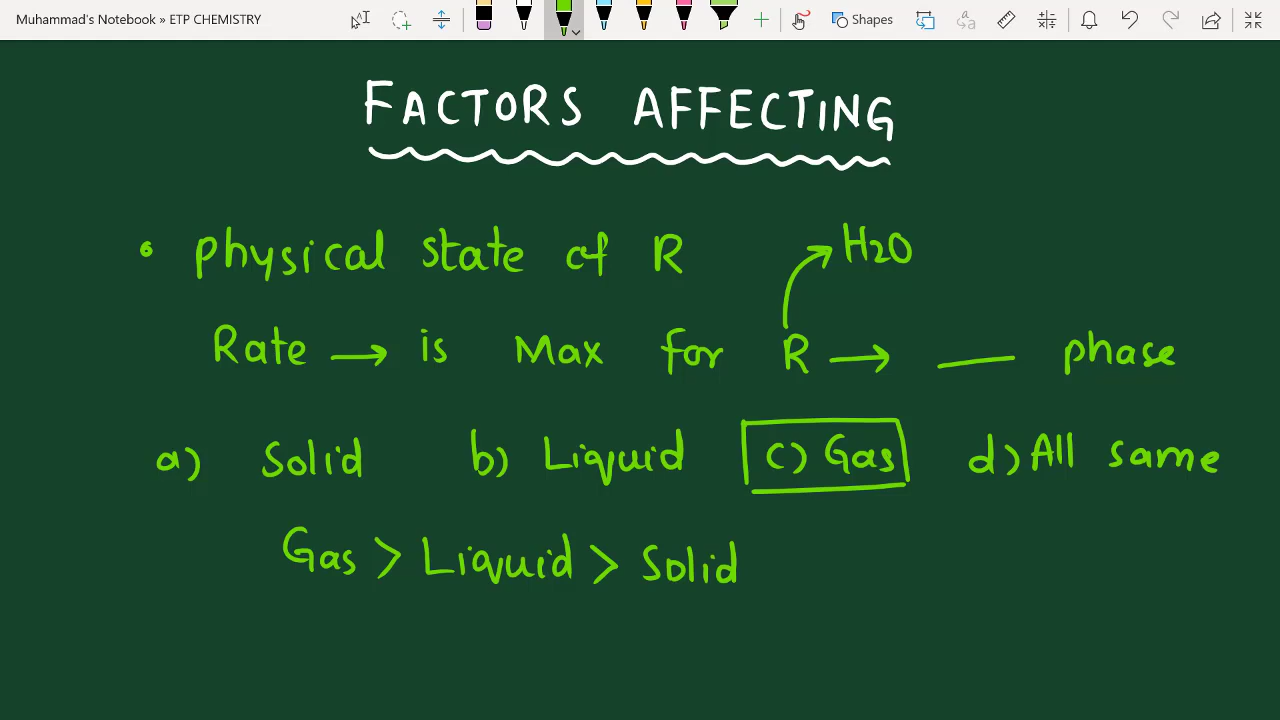 Muhammad's Notebook » ETP CHEMISTRY
Shapes
FACTORS AFFECTING
• Physical state of R
H2O
Rate → is Max for R → ___ phase
a) Solid b) Liquid c) Gas d) All same
Gas > Liquid > Solid